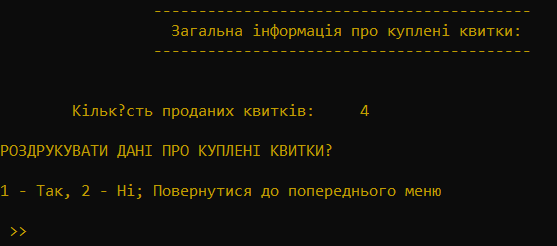 ------------------------------------------
Загальна інформація про куплені квитки:
------------------------------------------
Кільк?сть проданих квитків: 4
РОЗДРУКУВАТИ ДАНІ ПРО КУПЛЕНІ КВИТКИ?
1 - Так, 2 - Ні; Повернутися до попереднього меню
>>